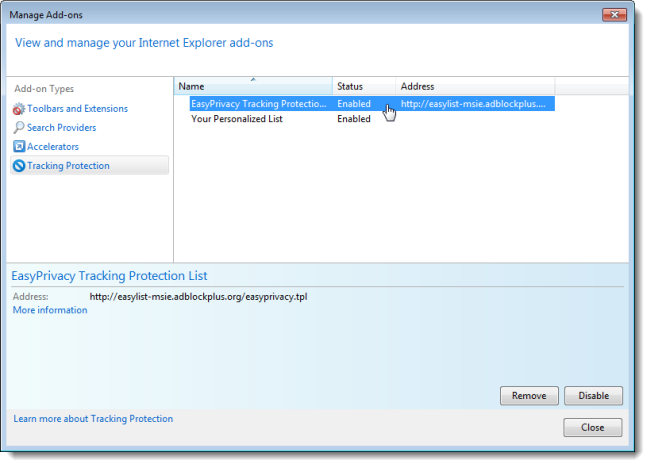 Manage Add-ons
View and manage your Internet Explorer add-ons
Add-on Types
Toolbars and Extensions
Search Providers
Accelerators
Tracking Protection
Name Status Address
EasyPrivacy Tracking Protectio... Enabled http://easylist-msie.adblockplus....
Your Personalized List Enabled
EasyPrivacy Tracking Protection List
Address: http://easylist-msie.adblockplus.org/easyprivacy.tpl
More information
Remove Disable
Learn more about Tracking Protection
Close